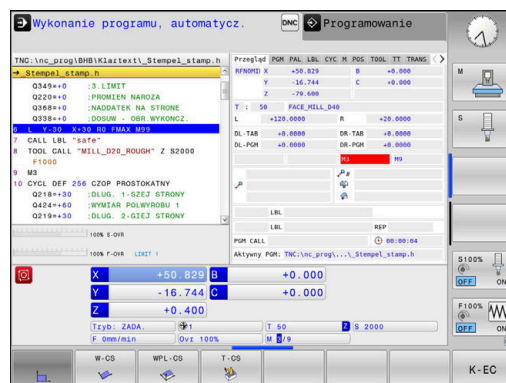 Wykonanie programu, automatycz.
DNC
Programowanie
TNC:\nc_prog\BHB\Klartext\_Stempel_stamp.h
→_Stempel_stamp.h
Q349=+0 ;3.LIMIT
Q220=+0 ;PROMIEN NAROZA
Q368=+0 ;NADDATEK NA STRONE
Q338=+0 ;DOSUW - OBR.WYKONCZ.
6 L Y-30 X+30 R0 FMAX M99
7 CALL LBL "safe"
8 TOOL CALL "MILL_D20_ROUGH" Z S2000
F1000
9 M3
10 CYCL DEF 256 CZOP PROSTOKATNY
Q218=+30 ;DLUG. 1-SZEJ STRONY
Q424=+60 ;WYMIAR POLWYROBU 1
Q219=+30 ;DLUG. 2-GIEJ STRONY
100% S-OVR
100% F-OVR LIMIT 1
Przegląd PGM PAL LBL CYC M POS TOOL TT TRANS
RFNOMI X +50.829 B +0.000
Y -16.744 C +0.000
Z -79.600
T : 50 FACE_MILL_D40
L +120.0000 R +20.0000
DL-TAB +0.0000 DR-TAB +0.0000
DL-PGM +0.0000 DR-PGM +0.0000
M3 M9
LBL
LBL REP
PGM CALL 00:00:04
Aktywny PGM: TNC:\nc_prog\...\_Stempel_stamp.h
X +50.829 B +0.000
Y -16.744 C +0.000
Z +0.400
Tryb: ZADA. 1 T 50 Z S 2000
F 0mm/min Ovr 100% M 3/9
W-CS WPL-CS T-CS
M
S
S100%
OFF ON
F100%
OFF ON
K-EC